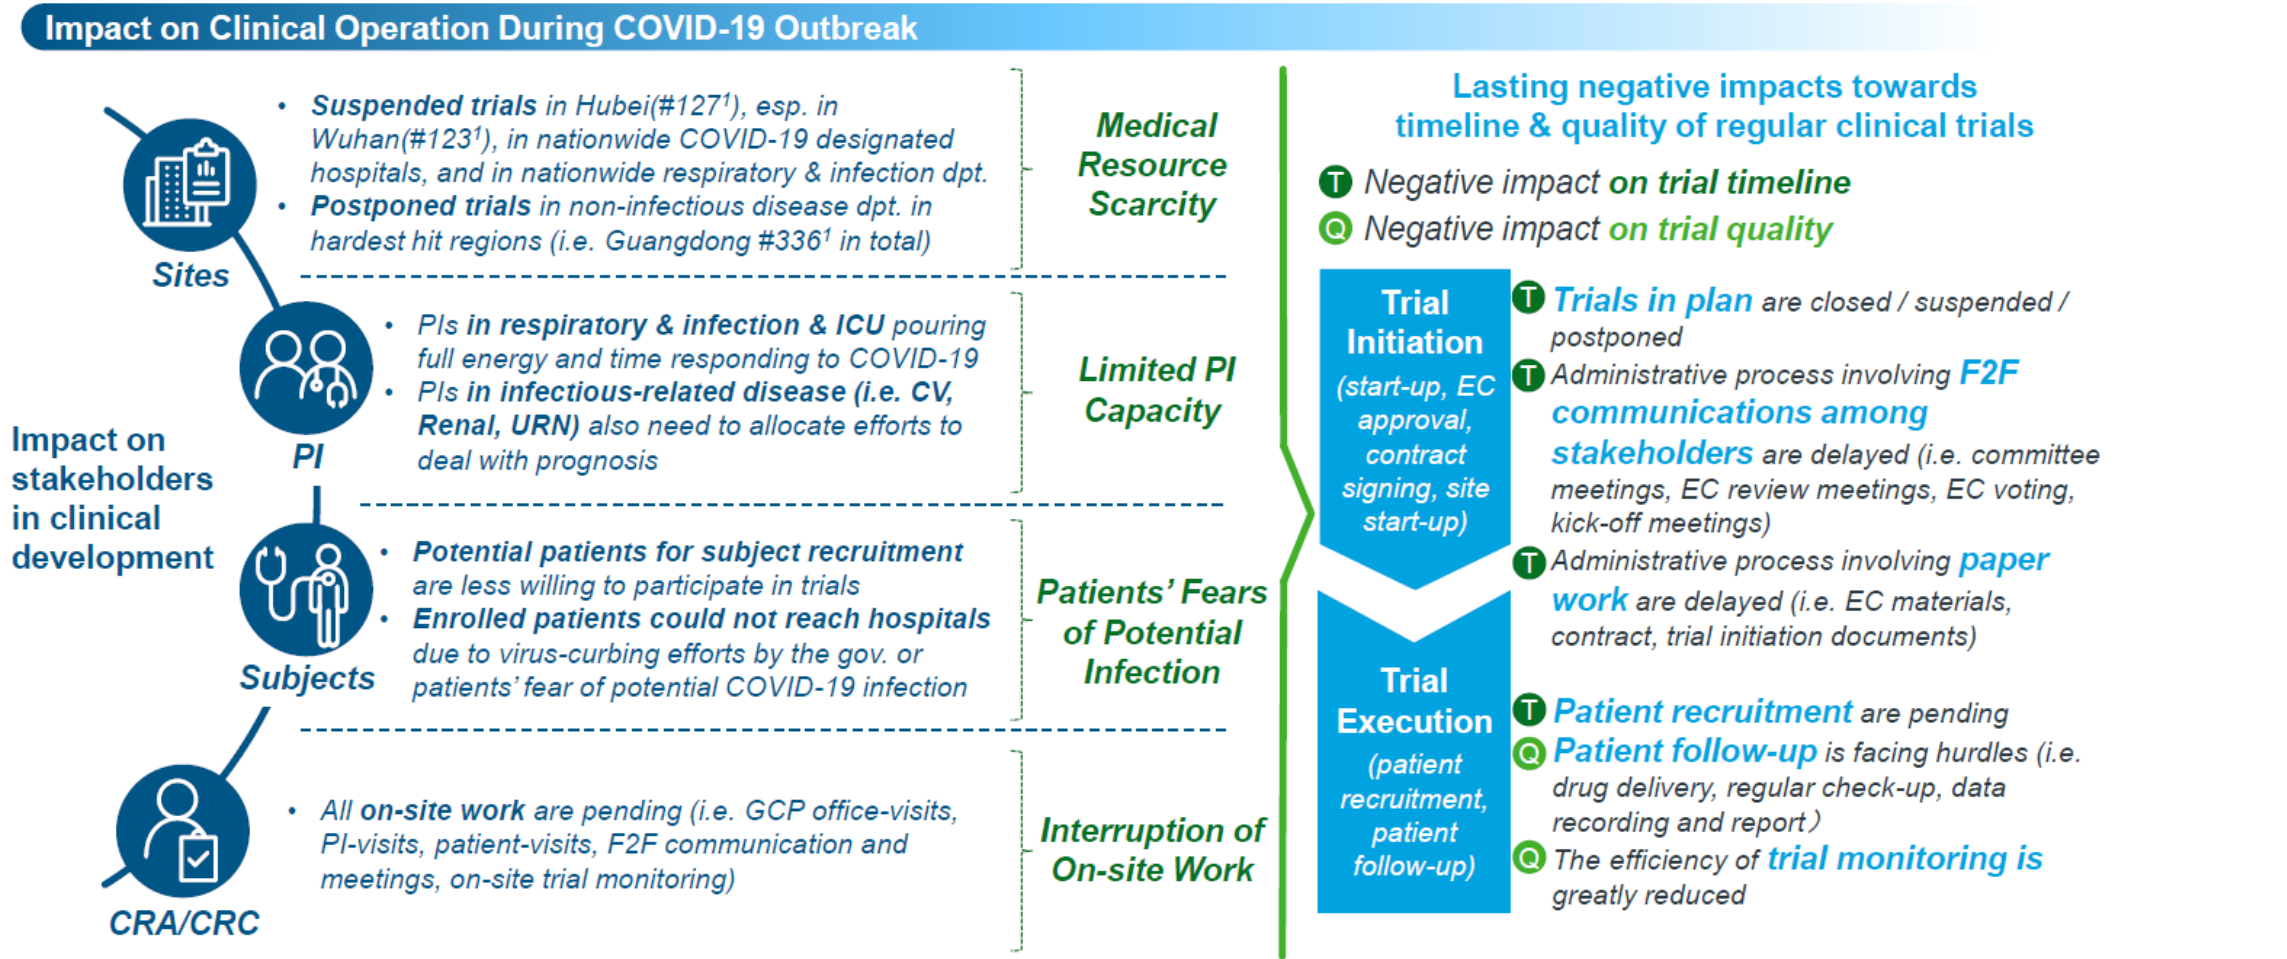 Impact on Clinical Operation During COVID-19 Outbreak
Impact on
stakeholders
in clinical
development
Sites
• Suspended trials in Hubei(#127¹), esp. in
Wuhan(#123¹), in nationwide COVID-19 designated
hospitals, and in nationwide respiratory & infection dpt.
• Postponed trials in non-infectious disease dpt. in
hardest hit regions (i.e. Guangdong #336¹ in total)
Medical
Resource
Scarcity
PI
• PIs in respiratory & infection & ICU pouring
full energy and time responding to COVID-19
• PIs in infectious-related disease (i.e. CV,
Renal, URN) also need to allocate efforts to
deal with prognosis
Limited PI
Capacity
Subjects
• Potential patients for subject recruitment
are less willing to participate in trials
• Enrolled patients could not reach hospitals
due to virus-curbing efforts by the gov. or
patients' fear of potential COVID-19 infection
Patients' Fears
of Potential
Infection
CRA/CRC
• All on-site work are pending (i.e. GCP office-visits,
PI-visits, patient-visits, F2F communication and
meetings, on-site trial monitoring)
Interruption of
On-site Work
Lasting negative impacts towards
timeline & quality of regular clinical trials
T Negative impact on trial timeline
Q Negative impact on trial quality
Trial
Initiation
(start-up, EC
approval,
contract
signing, site
start-up)
T Trials in plan are closed / suspended /
postponed
T Administrative process involving F2F
communications among
stakeholders are delayed (i.e. committee
meetings, EC review meetings, EC voting,
kick-off meetings)
T Administrative process involving paper
work are delayed (i.e. EC materials,
contract, trial initiation documents)
Trial
Execution
(patient
recruitment,
patient
follow-up)
T Patient recruitment are pending
Q Patient follow-up is facing hurdles (i.e.
drug delivery, regular check-up, data
recording and report）
Q The efficiency of trial monitoring is
greatly reduced